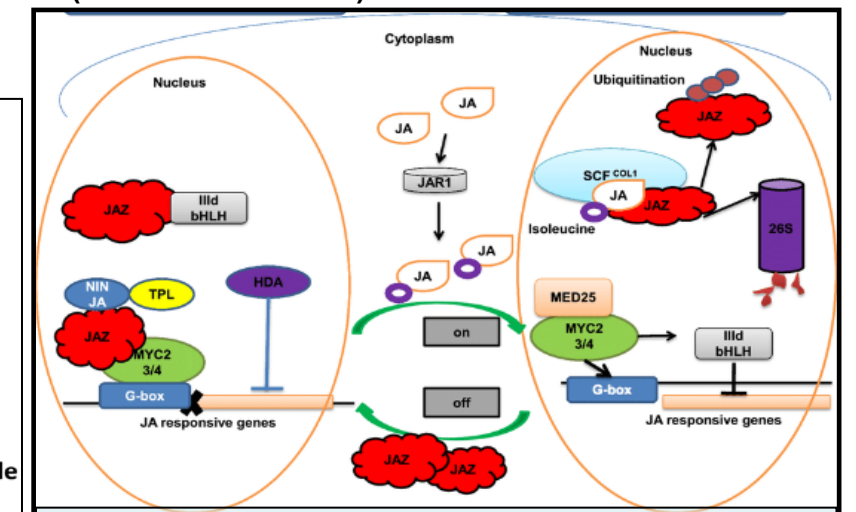 Cytoplasm
Nucleus
Nucleus
Ubiquitination
JAZ
JA
JA
JAR1
SCF COL1
JA
JAZ
Isoleucine
26S
JAZ
IIId
bHLH
JA
JA
NIN
JA
TPL
HDA
JAZ
MYC2
3/4
G-box
JA responsive genes
on
off
JAZ
JAZ
MED25
MYC2
3/4
IIId
bHLH
G-box
JA responsive genes